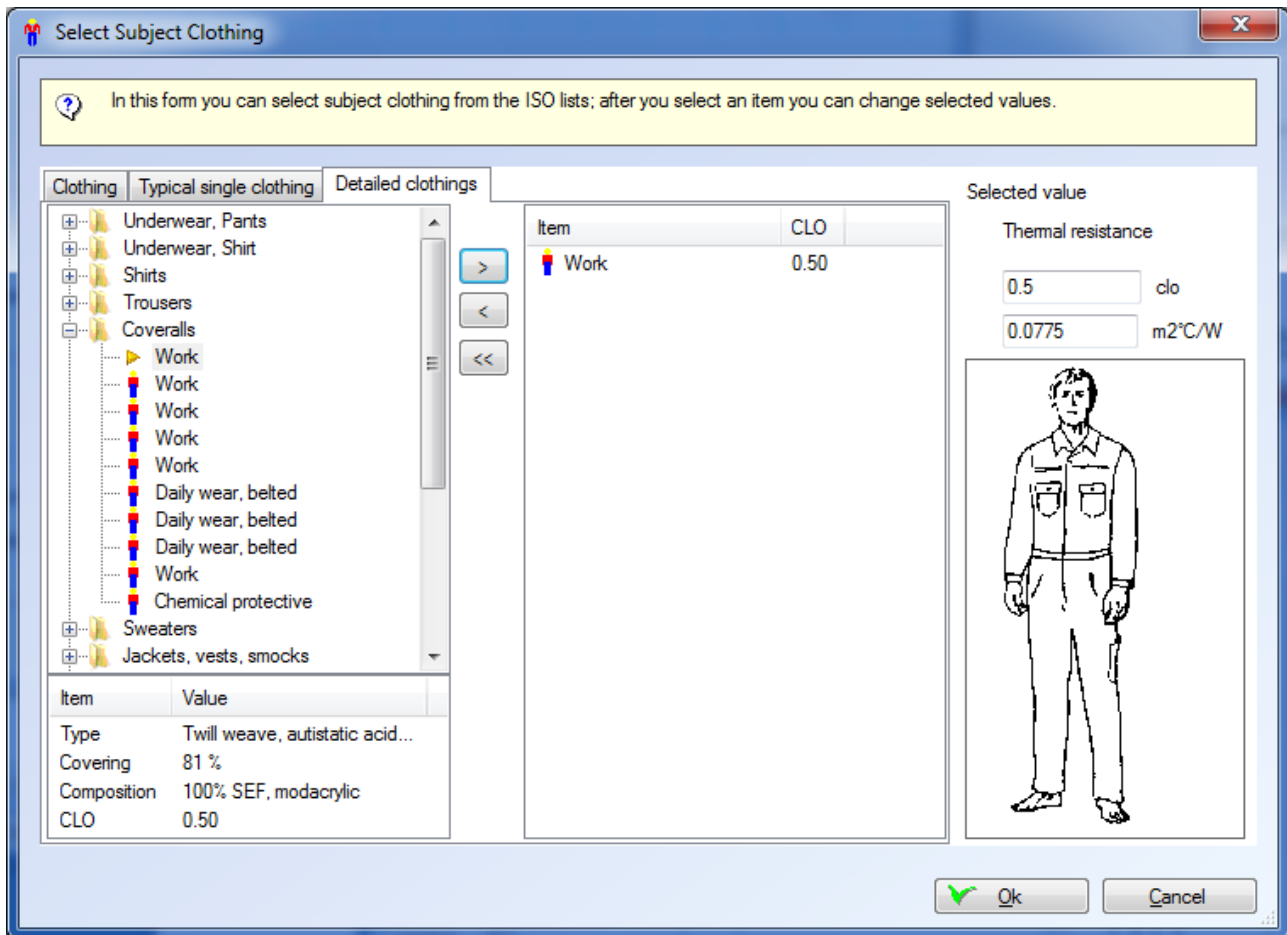 Select Subject Clothing
In this form you can select subject clothing from the ISO lists; after you select an item you can change selected values.
Clothing Typical single clothing Detailed clothings
Underwear, Pants
Underwear, Shirt
Shirts
Trousers
Coveralls
Work
Work
Work
Work
Work
Daily wear, belted
Daily wear, belted
Daily wear, belted
Work
Chemical protective
Sweaters
Jackets, vests, smocks
Item Value
Type Twill weave, autistatic acid...
Covering 81 %
Composition 100% SEF, modacrylic
CLO 0.50
>
<
<<
Item CLO
Work 0.50
Selected value
Thermal resistance
0.5 clo
0.0775 m2°C/W
Ok Cancel